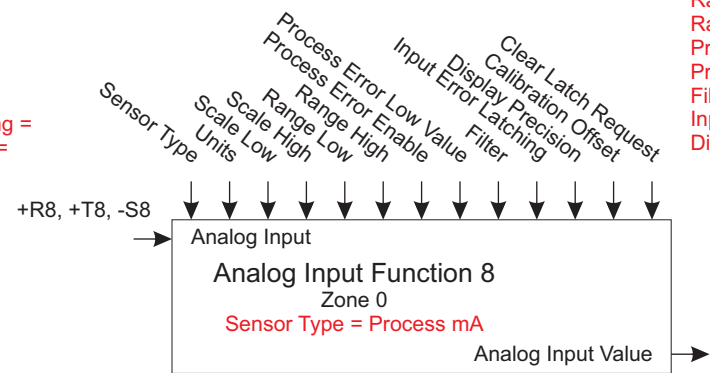 Sensor Type
Units
Scale Low
Scale High
Range Low
Range High
Process Error Enable
Process Error Low Value
Filter
Input Error Latching
Display Precision
Calibration Offset
Clear Latch Request
+R8, +T8, -S8
Analog Input
Analog Input Function 8
Zone 0
Sensor Type = Process mA
Analog Input Value